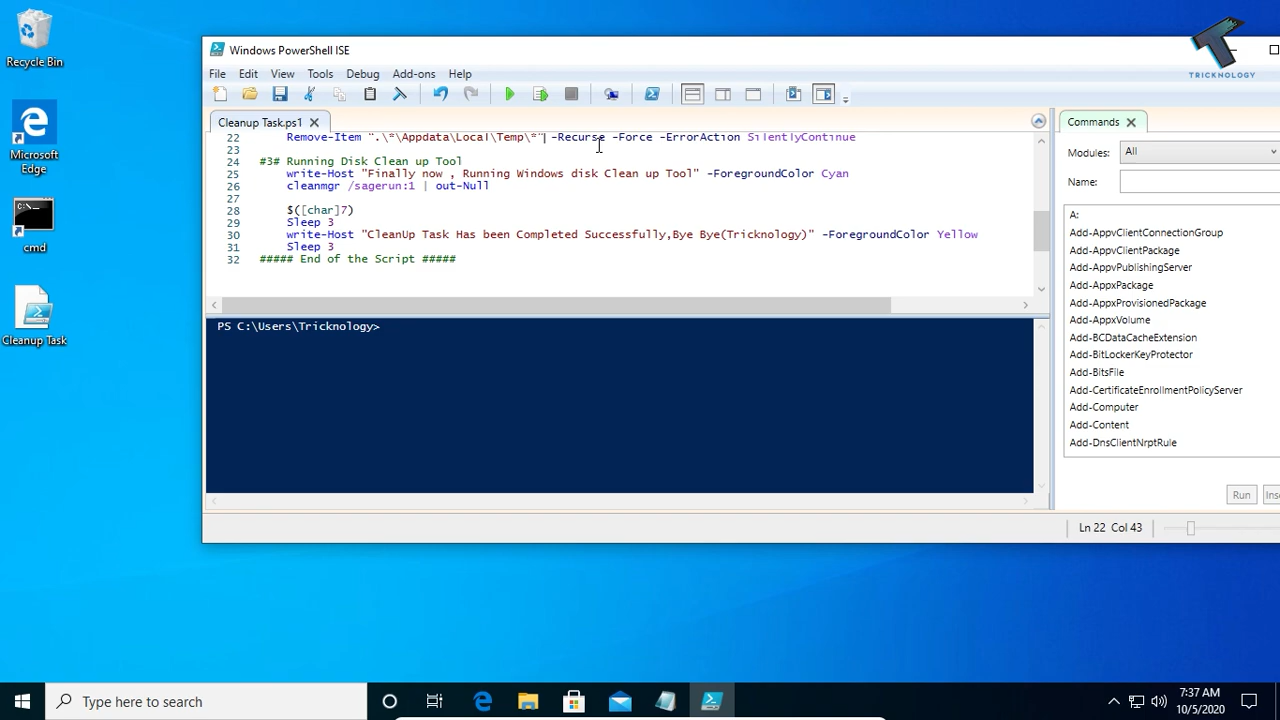 Recycle Bin
Microsoft
Edge
cmd
Cleanup Task
TRICKNOLOGY
Windows PowerShell ISE
File Edit View Tools Debug Add-ons Help
Cleanup Task.ps1
22 Remove-Item ".\*\Appdata\Local\Temp\*" -Recurse -Force -ErrorAction SilentlyContinue
23
24 #3# Running Disk Clean up Tool
25 write-Host "Finally now , Running Windows disk Clean up Tool" -ForegroundColor Cyan
26 cleanmgr /sagerun:1 | out-Null
27
28 $([char]7)
29 Sleep 3
30 write-Host "CleanUp Task Has been Completed Successfully,Bye Bye(Tricknology)" -ForegroundColor Yellow
31 Sleep 3
32 ##### End of the Script #####
PS C:\Users\Tricknology>
Commands
Modules: All
Name:
A:
Add-AppvClientConnectionGroup
Add-AppvClientPackage
Add-AppvPublishingServer
Add-AppxPackage
Add-AppxProvisionedPackage
Add-AppxVolume
Add-BCDataCacheExtension
Add-BitLockerKeyProtector
Add-BitsFile
Add-CertificateEnrollmentPolicyServer
Add-Computer
Add-Content
Add-DnsClientNrptRule
Run Ins
Ln 22 Col 43
Type here to search
7:37 AM
10/5/2020